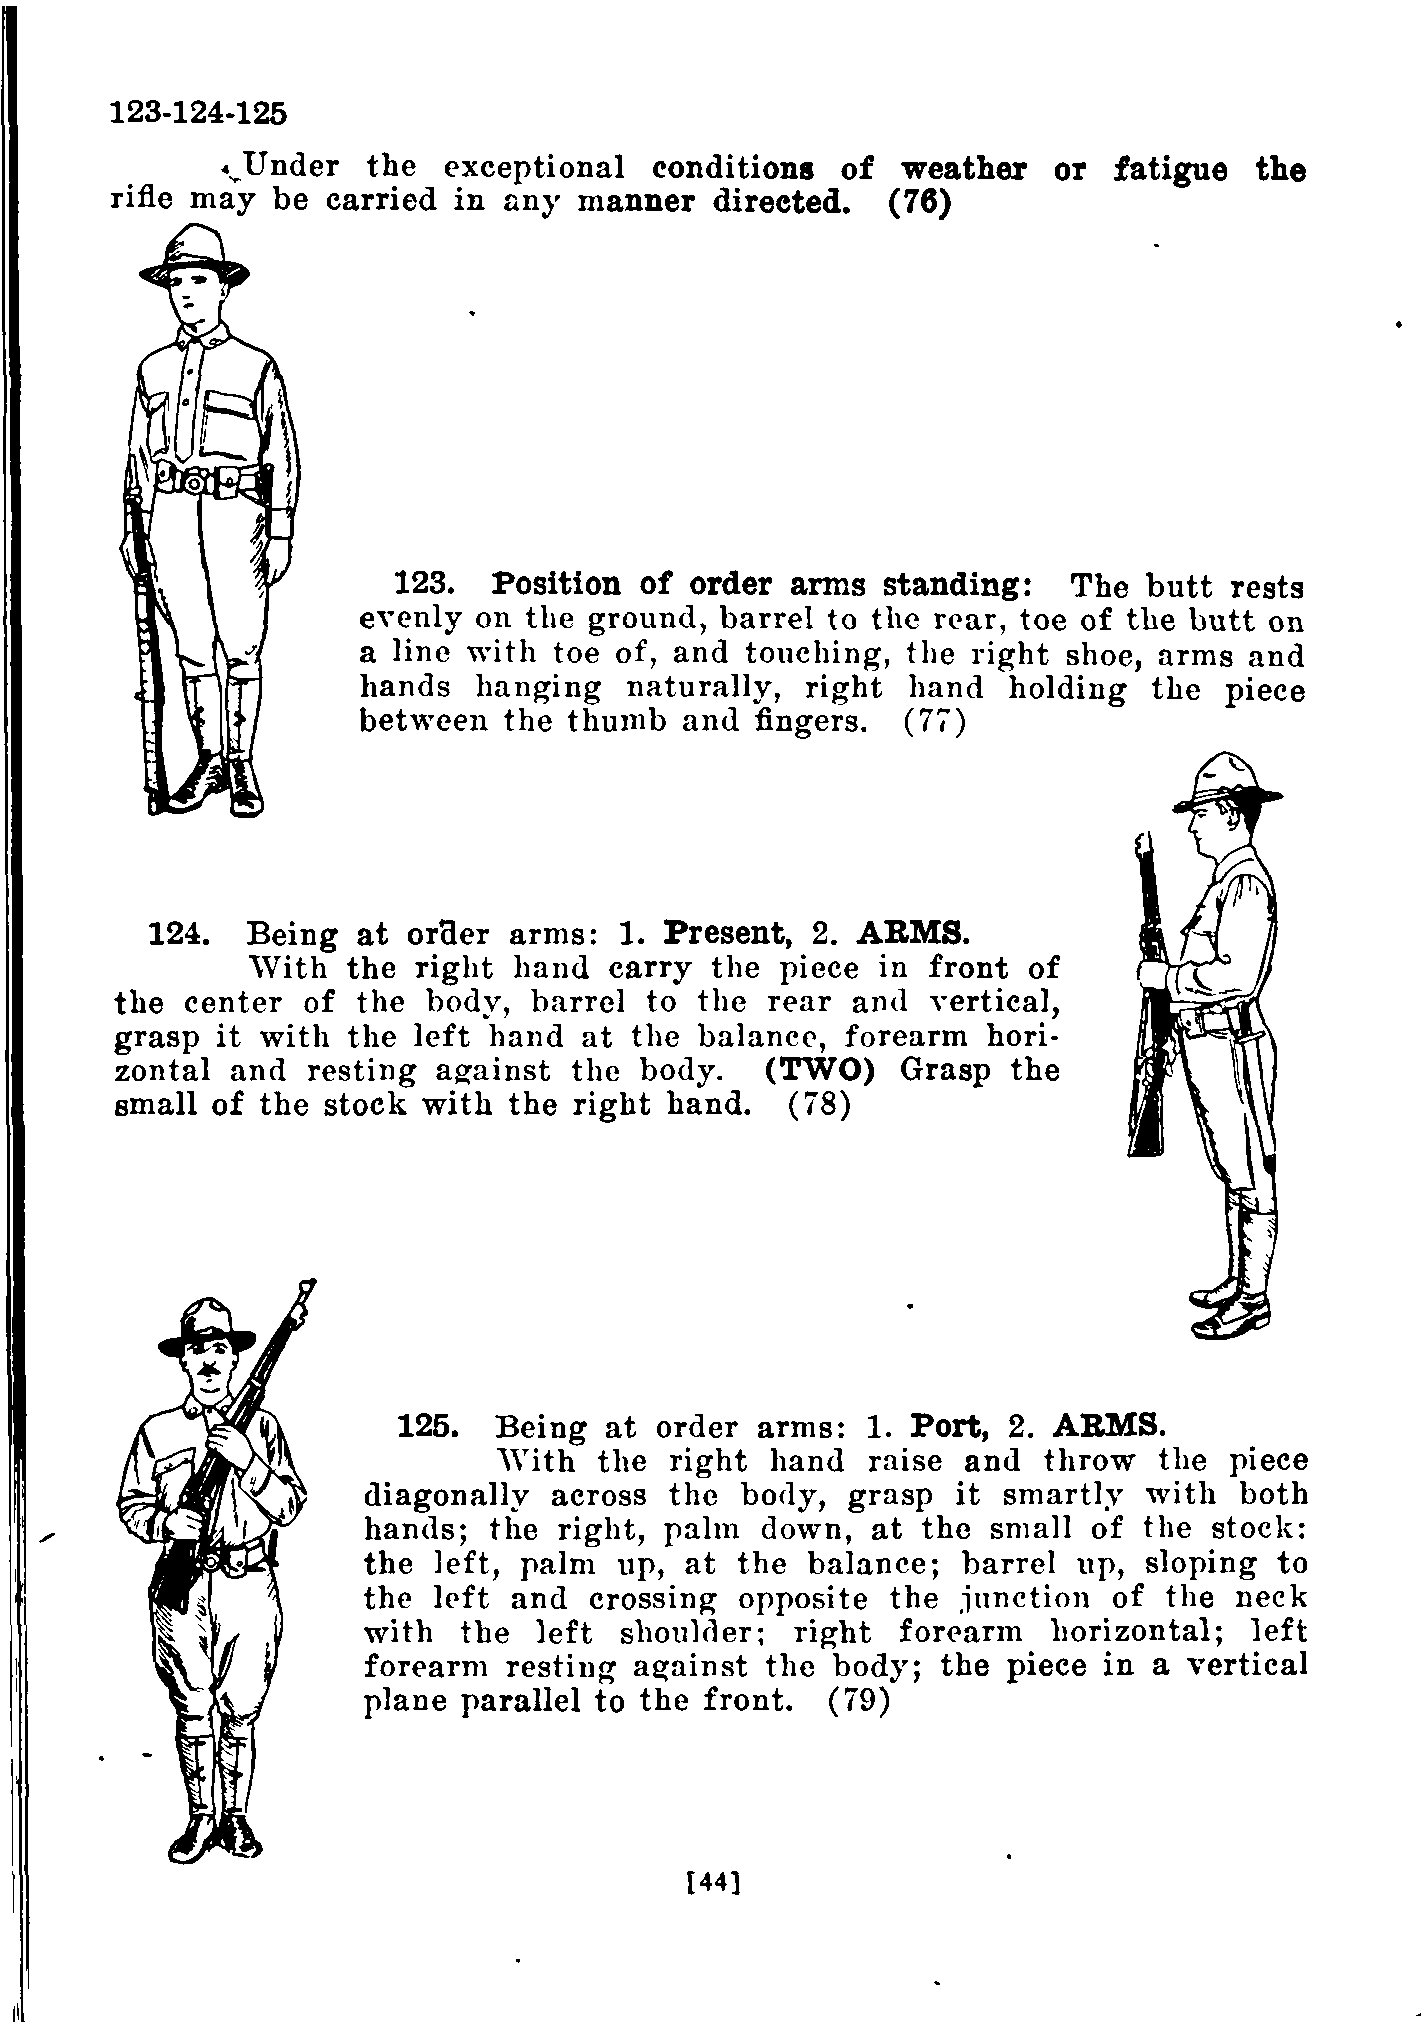 123-124-125
Under the exceptional conditions of weather or fatigue the
rifle may be carried in any manner directed. (76)
123. Position of order arms standing: The butt rests
evenly on the ground, barrel to the rear, toe of the butt on
a line with toe of, and touching, the right shoe, arms and
hands hanging naturally, right hand holding the piece
between the thumb and fingers. (77)
124. Being at order arms: 1. Present, 2. ARMS.
With the right hand carry the piece in front of
the center of the body, barrel to the rear and vertical,
grasp it with the left hand at the balance, forearm hori-
zontal and resting against the body. (TWO) Grasp the
small of the stock with the right hand. (78)
125. Being at order arms: 1. Port, 2. ARMS.
With the right hand raise and throw the piece
diagonally across the body, grasp it smartly with both
hands; the right, palm down, at the small of the stock:
the left, palm up, at the balance; barrel up, sloping to
the left and crossing opposite the junction of the neck
with the left shoulder; right forearm horizontal; left
forearm resting against the body; the piece in a vertical
plane parallel to the front. (79)
[44]